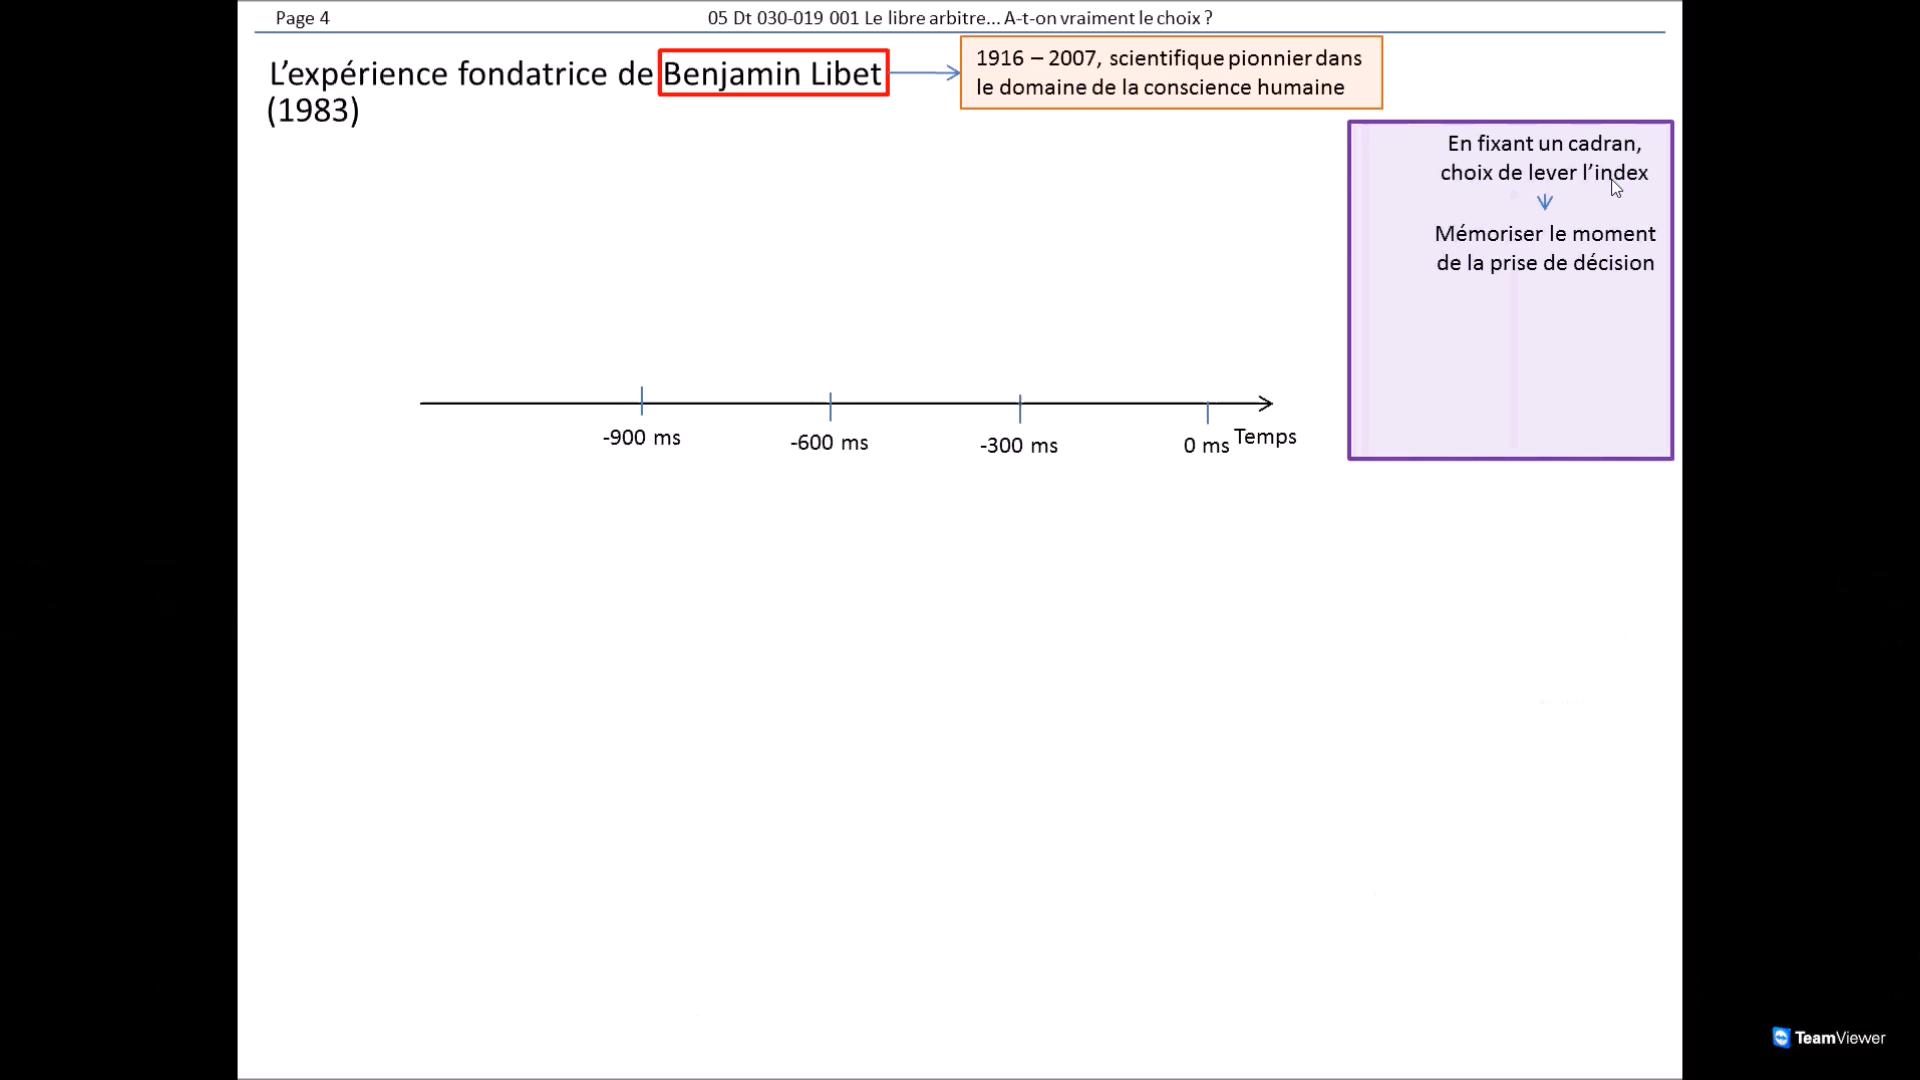 Page 4
05 Dt 030-019 001 Le libre arbitre... A-t-on vraiment le choix ?
L’expérience fondatrice de Benjamin Libet
(1983)
1916 – 2007, scientifique pionnier dans
le domaine de la conscience humaine
En fixant un cadran,
choix de lever l’index
Mémoriser le moment
de la prise de décision
-900 ms
-600 ms
-300 ms
0 ms
Temps
TeamViewer